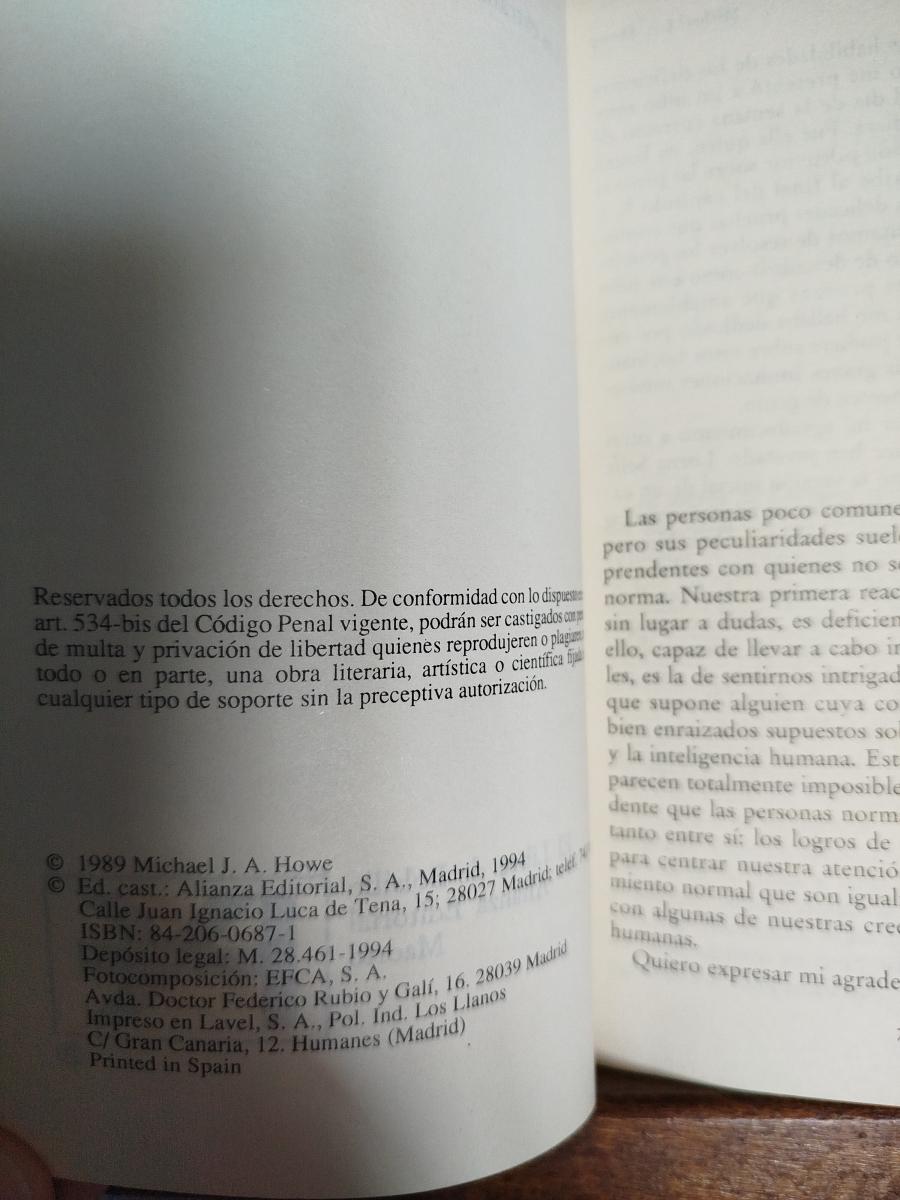 Reservados todos los derechos. De conformidad con lo dispuesto en
art. 534-bis del Código Penal vigente, podrán ser castigados con
de multa y privación de libertad quienes reprodujeren o plagiaren
todo o en parte, una obra literaria, artística o científica fijada
cualquier tipo de soporte sin la preceptiva autorización.
© 1989 Michael J. A. Howe
© Ed. cast.: Alianza Editorial, S. A., Madrid, 1994
Calle Juan Ignacio Luca de Tena, 15; 28027 Madrid; teléf.
ISBN: 84-206-0687-1
Depósito legal: M. 28.461-1994
Fotocomposición: EFCA, S. A.
Avda. Doctor Federico Rubio y Galí, 16. 28039 Madrid
Impreso en Lavel, S. A., Pol. Ind. Los Llanos
C/ Gran Canaria, 12. Humanes (Madrid)
Printed in Spain
Las personas poco comune
pero sus peculiaridades suel
prendentes con quienes no s
norma. Nuestra primera reac
sin lugar a dudas, es deficien
ello, capaz de llevar a cabo in
les, es la de sentirnos intrigad
que supone alguien cuya co
bien enraizados supuestos sol
y la inteligencia humana. Est
parecen totalmente imposible
dente que las personas norm
tanto entre sí: los logros de
para centrar nuestra atenció
miento normal que son igual
con algunas de nuestras cree
humanas.
Quiero expresar mi agrade